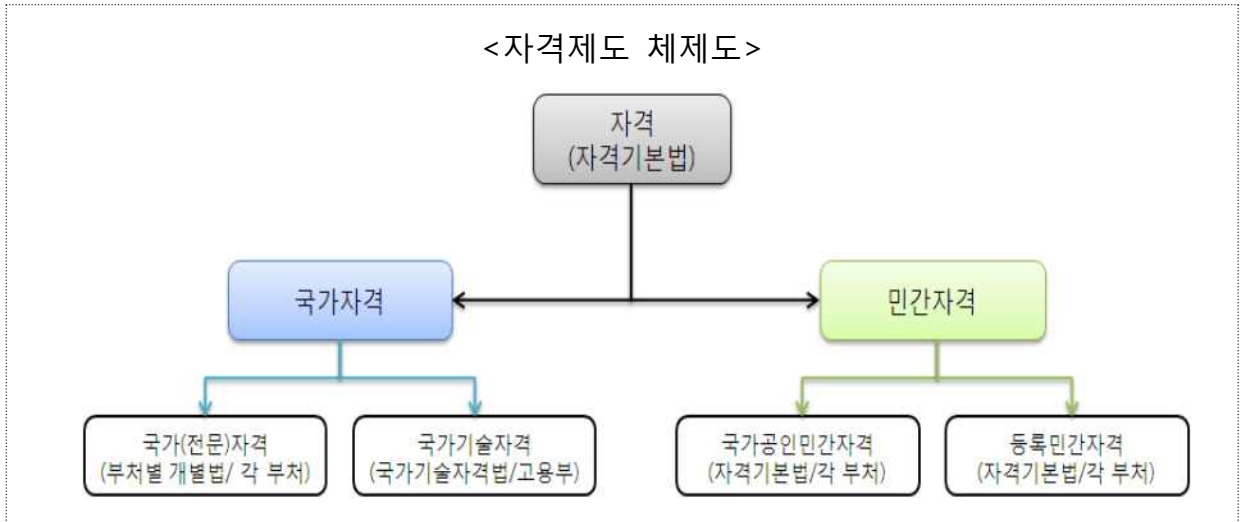 <자격제도 체제도>
자격
(자격기본법)
국가자격
민간자격
국가(전문)자격
(부처별 개별법/ 각 부처)
국가기술자격
(국가기술자격법/고용부)
국가공인민간자격
(자격기본법/각 부처)
등록민간자격
(자격기본법/각 부처)